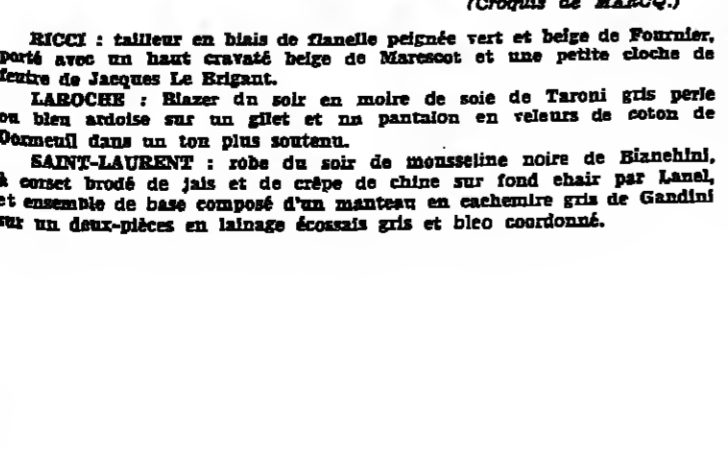 (Croquis de MARCQ.)
RICCI : tailleur en biais de flanelle peignée vert et beige de Fournier,
porté avec un haut cravaté beige de Marescot et une petite cloche de
feutre de Jacques Le Brigant.
LAROCHE : Blazer du soir en moire de soie de Taroni gris perle
ou bleu ardoise sur un gilet et un pantalon en velours de coton de
Dormeuil dans un ton plus soutenu.
SAINT-LAURENT : robe du soir de mousseline noire de Bianchini,
à corset brodé de jais et de crêpe de chine sur fond chair par Lanel,
et ensemble de base composé d'un manteau en cachemire gris de Gandini
sur un deux-pièces en lainage écossais gris et bleu coordonné.